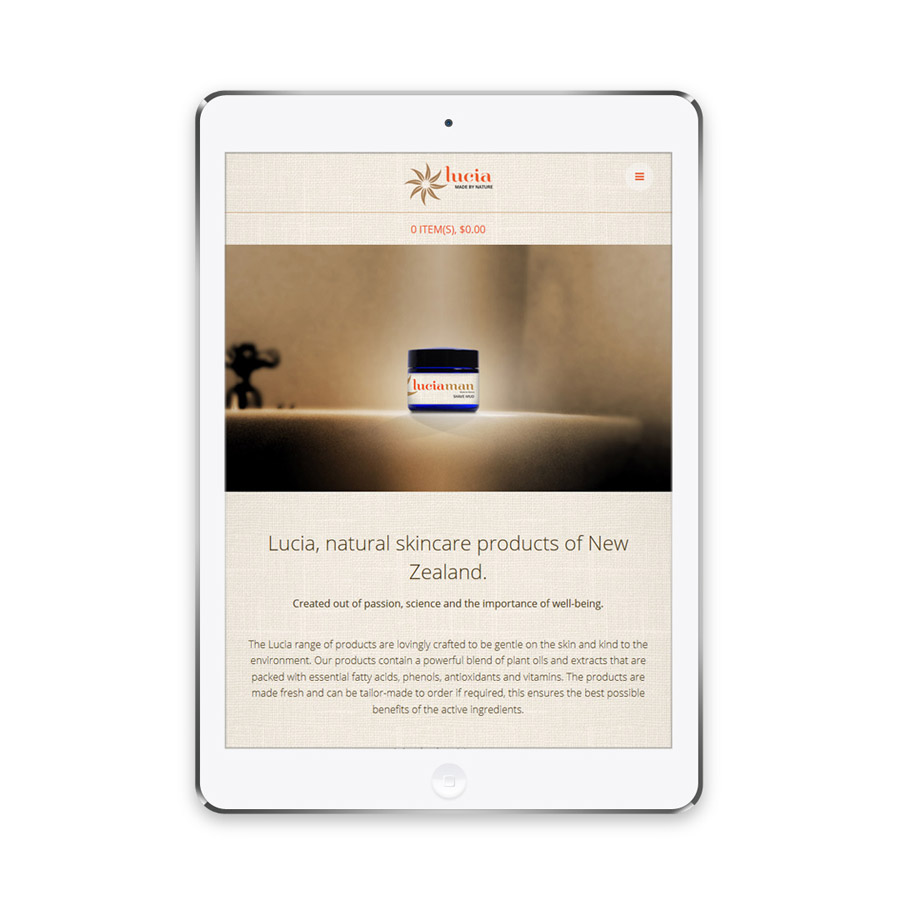 lucia
MADE BY NATURE
0 ITEM(S), $0.00
luciaman
SHAVE MUD
Lucia, natural skincare products of New
Zealand.
Created out of passion, science and the importance of well-being.
The Lucia range of products are lovingly crafted to be gentle on the skin and kind to the
environment. Our products contain a powerful blend of plant oils and extracts that are
packed with essential fatty acids, phenols, antioxidants and vitamins. The products are
made fresh and can be tailor-made to order if required, this ensures the best possible
benefits of the active ingredients.